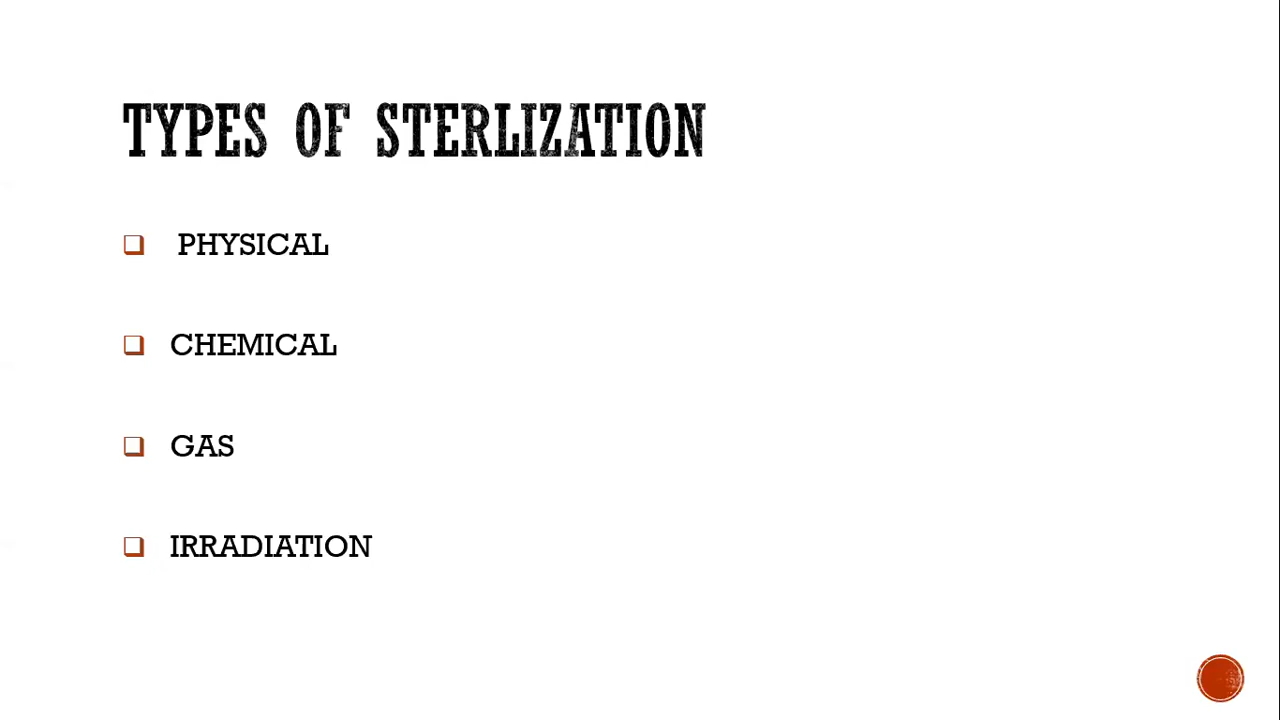 TYPES OF STERLIZATION
PHYSICAL
CHEMICAL
GAS
IRRADIATION